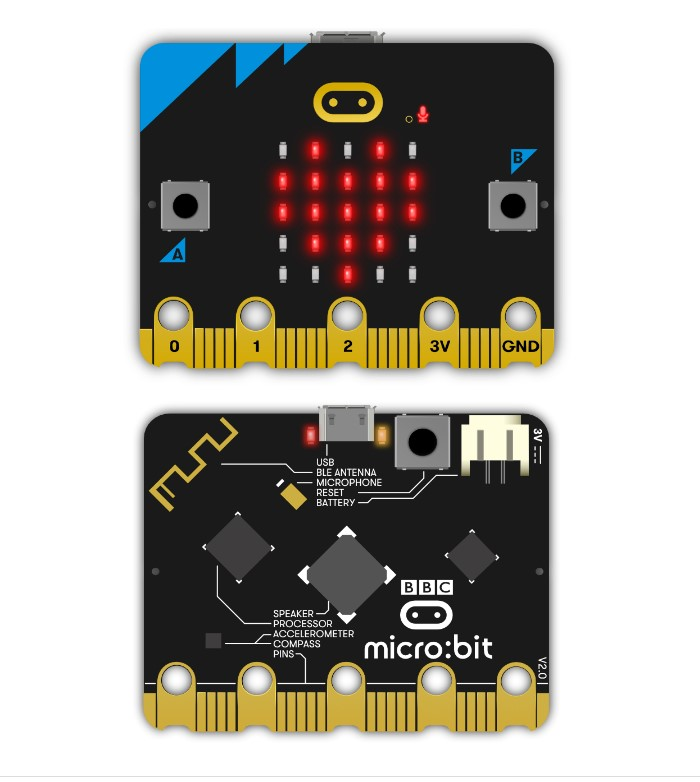 B
A
0 1 2 3V GND
3V
USB
BLE ANTENNA
MICROPHONE
RESET
BATTERY
BBC
SPEAKER
PROCESSOR
ACCELEROMETER
COMPASS
PINS
micro:bit
V2.0